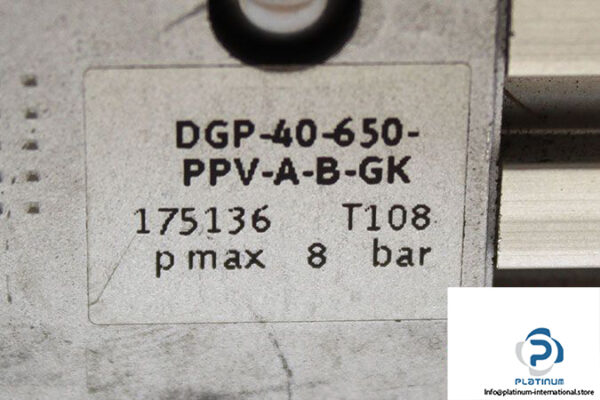 DGP-40-650-
PPV-A-B-GK
175136 T108
p max 8 bar
PLATINUM
Info@platinum-international.store